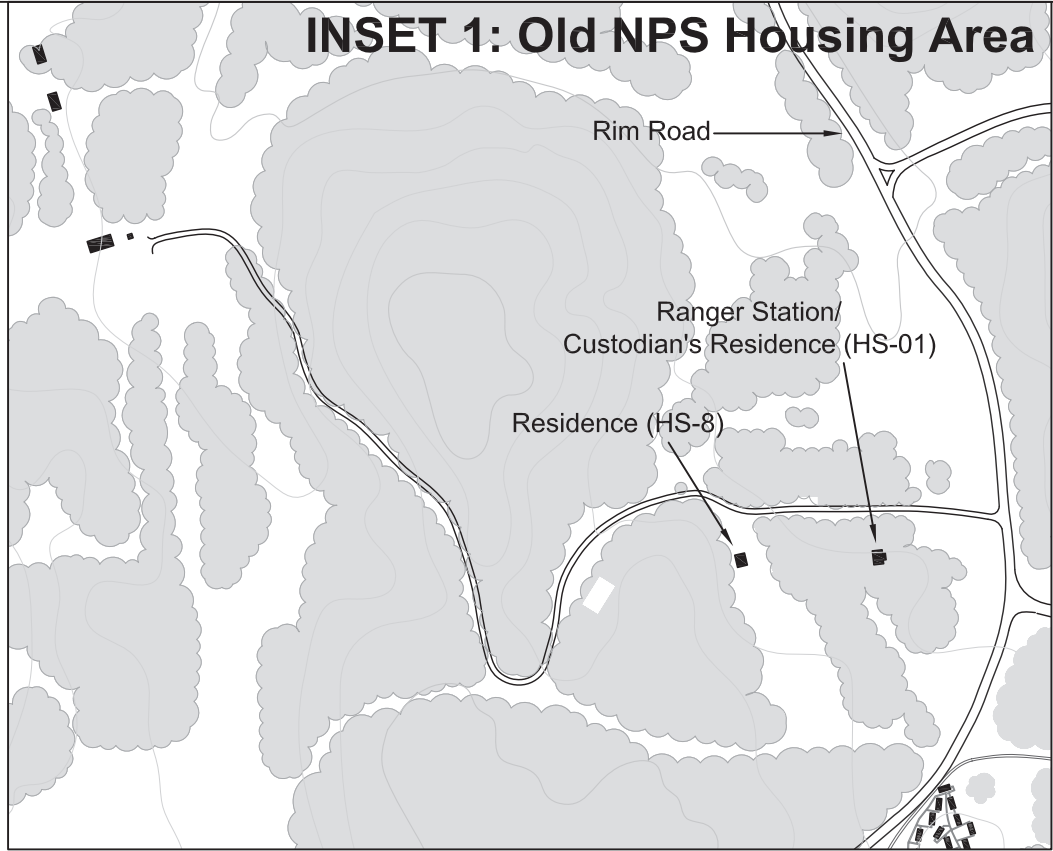 INSET 1: Old NPS Housing Area
Rim Road
Ranger Station/
Custodian's Residence (HS-01)
Residence (HS-8)